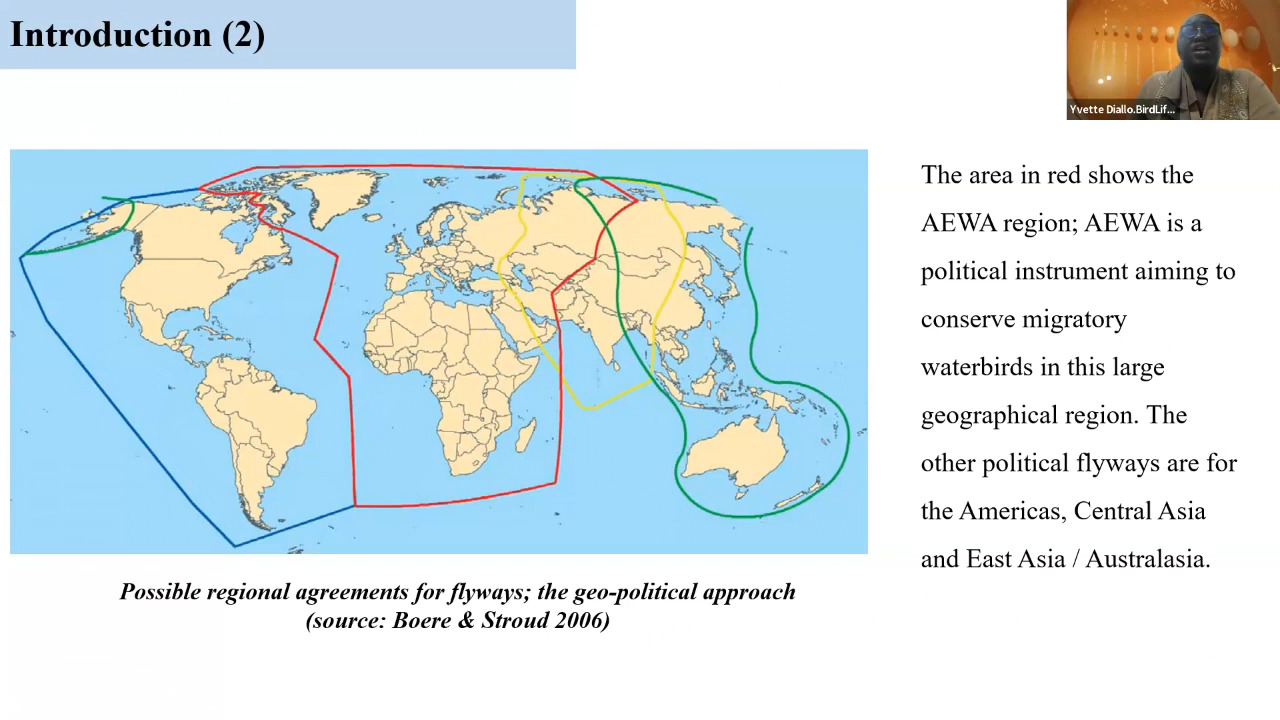 Introduction (2)
Yvette Diallo.BirdLif...
The area in red shows the
AEWA region; AEWA is a
political instrument aiming to
conserve migratory
waterbirds in this large
geographical region. The
other political flyways are for
the Americas, Central Asia
and East Asia / Australasia.
Possible regional agreements for flyways; the geo-political approach
(source: Boere & Stroud 2006)